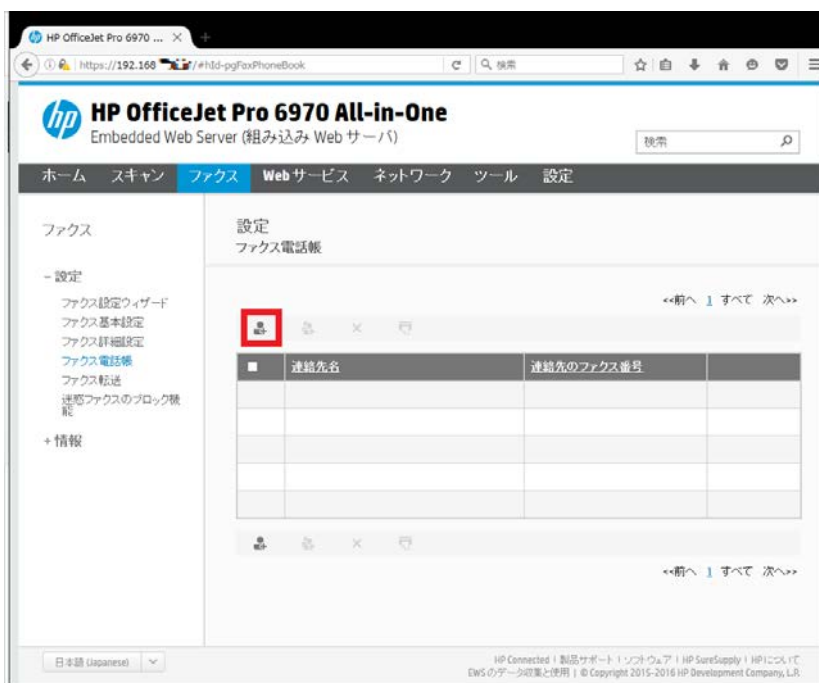 HP OfficeJet Pro 6970 ...
https://192.168
/#hId-pgFaxPhoneBook
検索
hp
HP OfficeJet Pro 6970 All-in-One
Embedded Web Server (組み込み Web サーバ)
検索
ホーム スキャン ファクス Web サービス ネットワーク ツール 設定
ファクス
設定
ファクス電話帳
- 設定
ファクス設定ウィザード
ファクス基本設定
ファクス詳細設定
ファクス電話帳
ファクス転送
迷惑ファクスのブロック機
能
+ 情報
<<前へ 1 すべて 次へ>>
連絡先名 連絡先のファクス番号
<<前へ 1 すべて 次へ>>
日本語 (Japanese)
HP Connected | 製品サポート | ソフトウェア | HP SureSupply | HP について
EWS のデータ収集と使用 | © Copyright 2015-2016 HP Development Company, L.P.